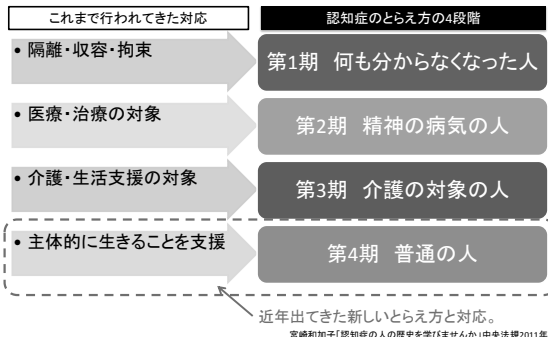 これまで行われてきた対応
認知症のとらえ方の4段階
• 隔離・収容・拘束
第1期 何も分からなくなった人
• 医療・治療の対象
第2期 精神の病気の人
• 介護・生活支援の対象
第3期 介護の対象の人
• 主体的に生きることを支援
第4期 普通の人
近年出てきた新しいとらえ方と対応。
宮崎和加子「認知症の人の歴史を学びませんか」中央法規2011年